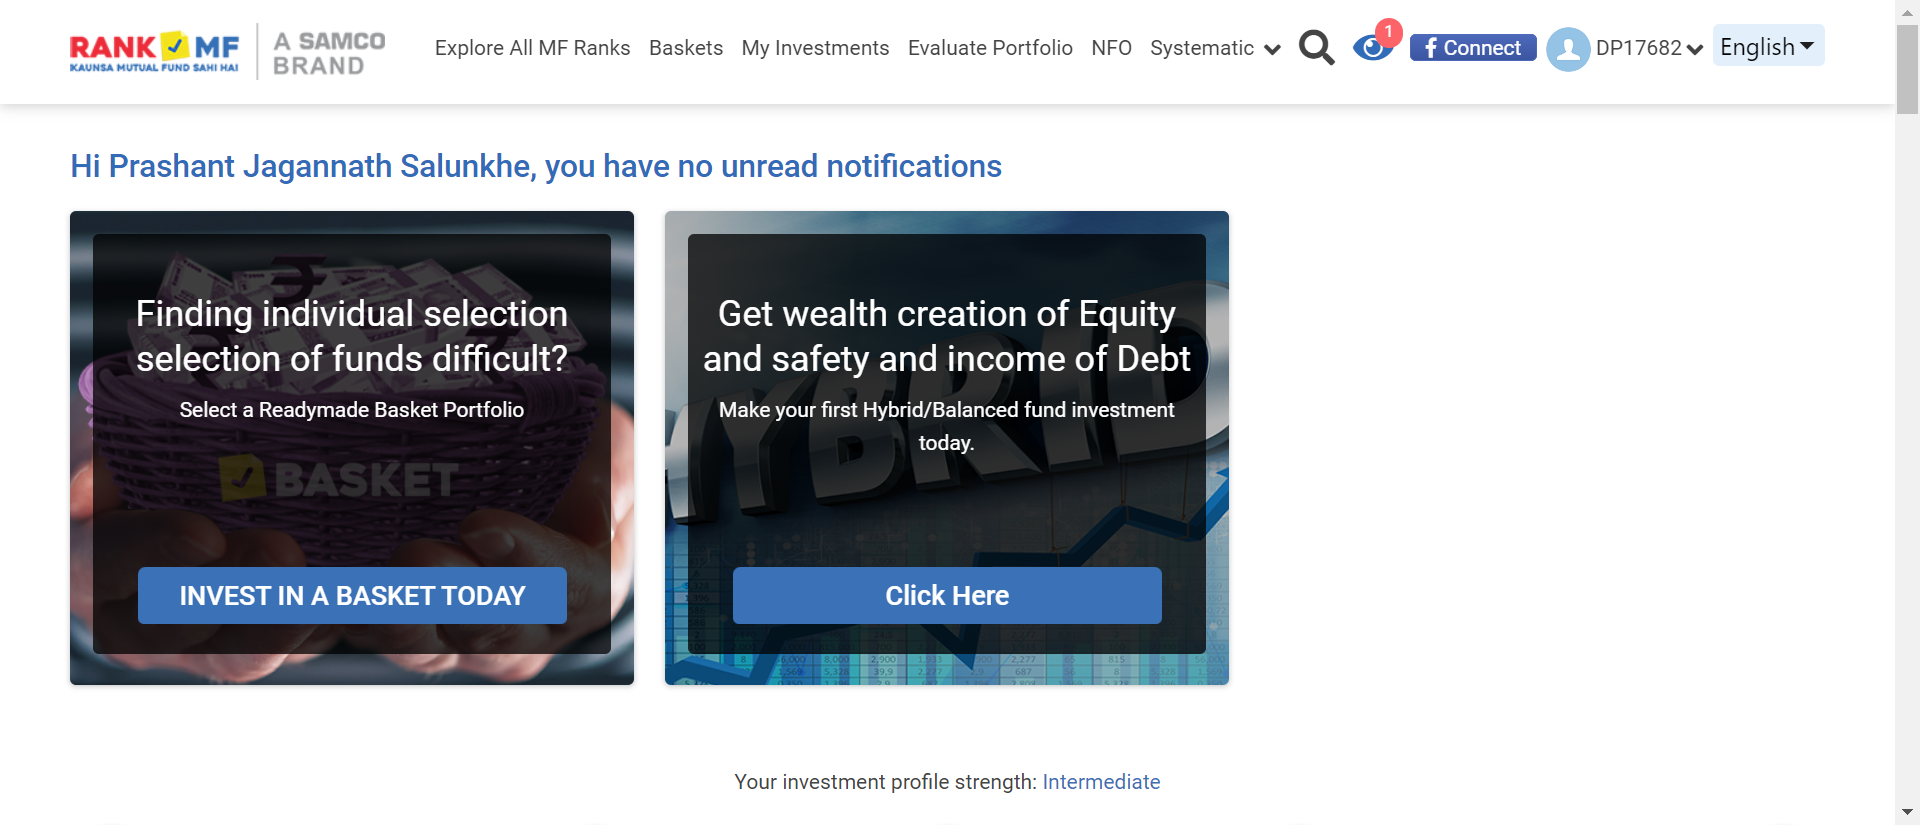 RANK MF
KAUNSA MUTUAL FUND SAHI HAI
A SAMCO
BRAND
Explore All MF Ranks
Baskets
My Investments
Evaluate Portfolio
NFO
Systematic
1
f Connect
DP17682
English
Hi Prashant Jagannath Salunkhe, you have no unread notifications
Finding individual selection
selection of funds difficult?
Select a Readymade Basket Portfolio
BASKET
INVEST IN A BASKET TODAY
Get wealth creation of Equity
and safety and income of Debt
Make your first Hybrid/Balanced fund investment
today.
HYBRID
Click Here
Your investment profile strength: Intermediate